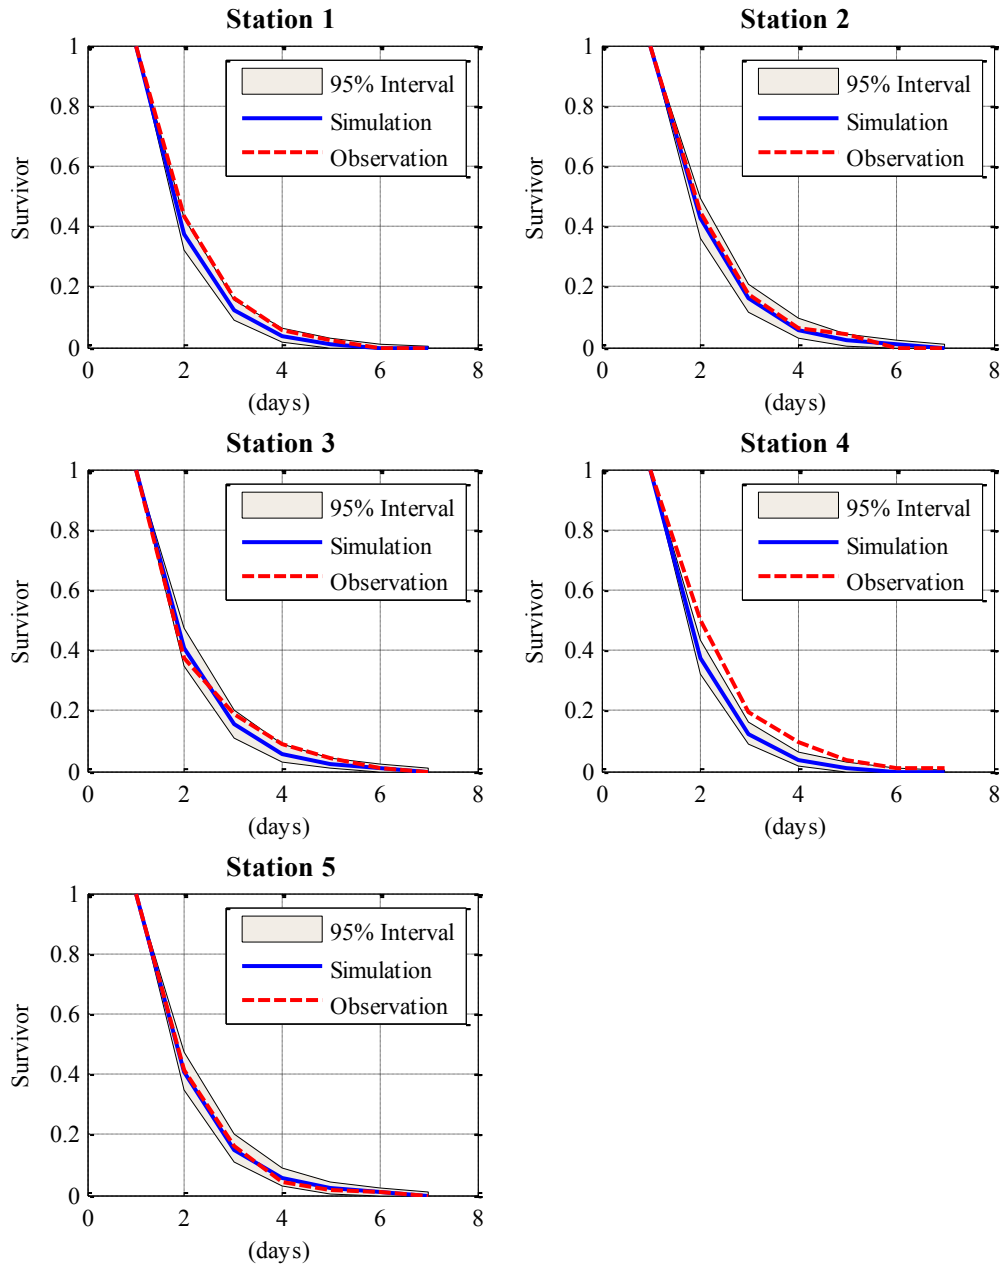 Station 1
1
0.8
0.6
0.4
0.2
0
Survivor
95% Interval
Simulation
Observation
0 2 4 6 8
(days)
Station 2
1
0.8
0.6
0.4
0.2
0
Survivor
95% Interval
Simulation
Observation
0 2 4 6 8
(days)
Station 3
1
0.8
0.6
0.4
0.2
0
Survivor
95% Interval
Simulation
Observation
0 2 4 6 8
(days)
Station 4
1
0.8
0.6
0.4
0.2
0
Survivor
95% Interval
Simulation
Observation
0 2 4 6 8
(days)
Station 5
1
0.8
0.6
0.4
0.2
0
Survivor
95% Interval
Simulation
Observation
0 2 4 6 8
(days)